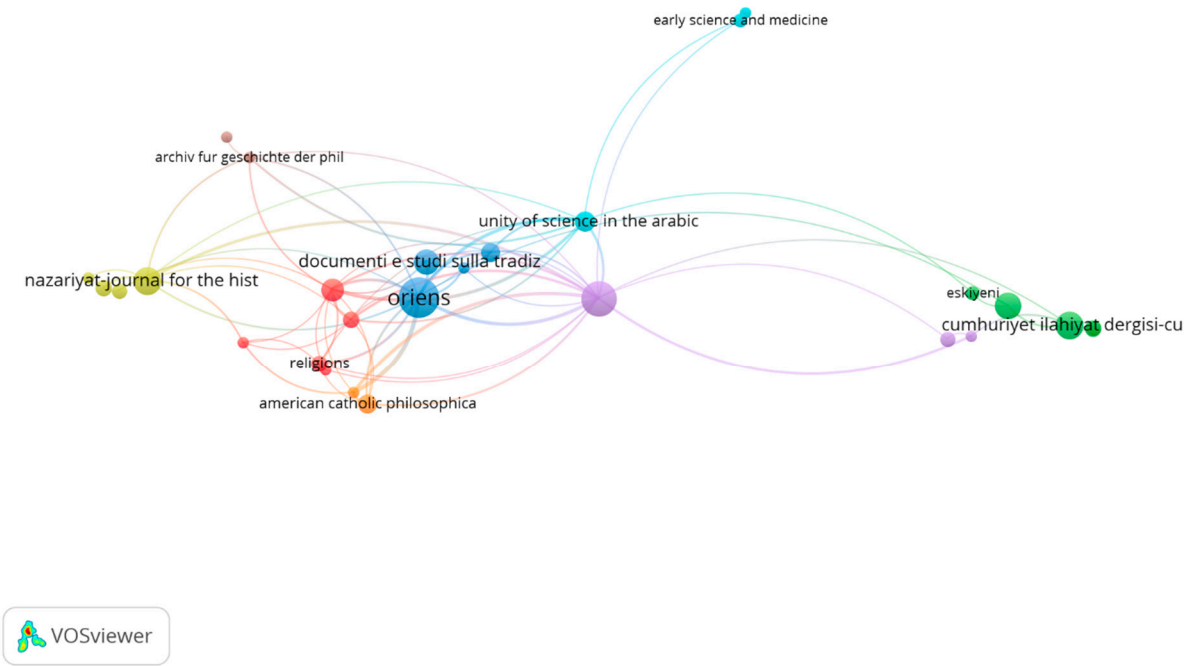 early science and medicine
archiv fur geschichte der phil
unity of science in the arabic
documenti e studi sulla tradiz
nazariyat-journal for the hist
oriens
eskiyeni
cumhuriyet ilahiyat dergisi-cu
religions
american catholic philosophica
VOSviewer